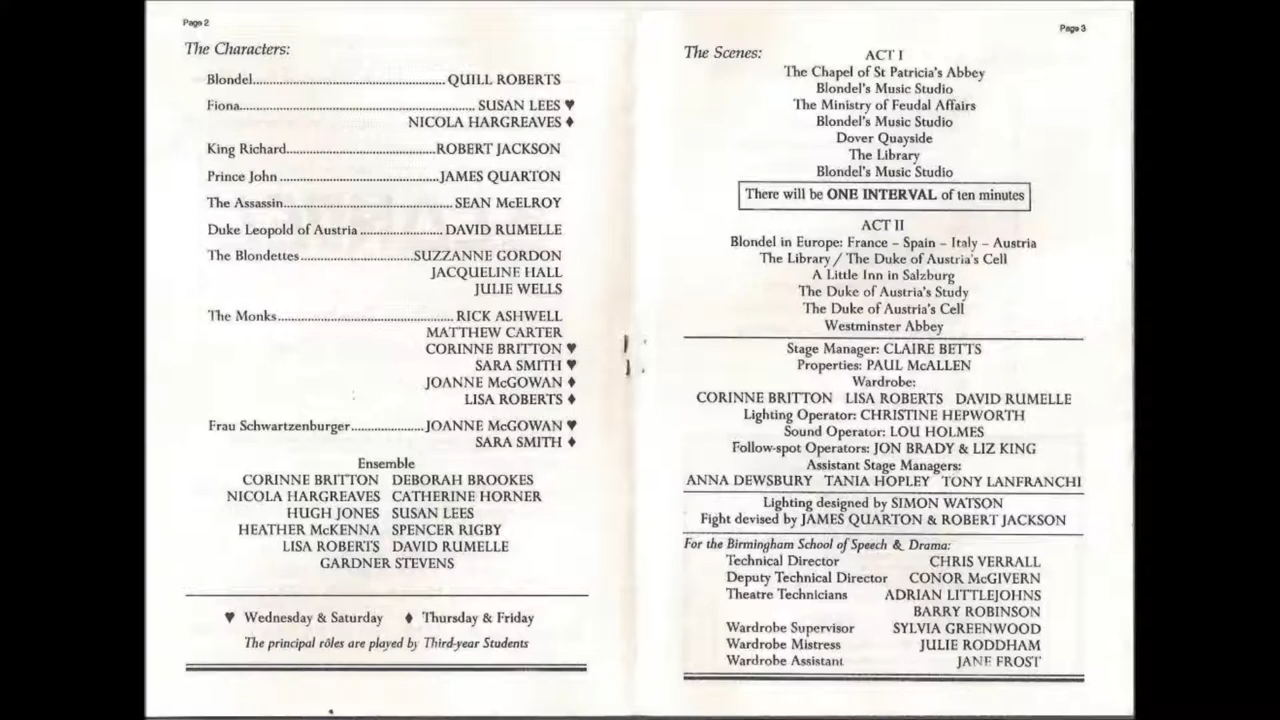 Page 2
The Characters:
Blondel................................................ QUILL ROBERTS
Fiona........................................................... SUSAN LEES ♥
NICOLA HARGREAVES ♦
King Richard.....................................ROBERT JACKSON
Prince John ........................................JAMES QUARTON
The Assassin.......................................... SEAN McELROY
Duke Leopold of Austria ..................... DAVID RUMELLE
The Blondettes............................SUZZANNE GORDON
JACQUELINE HALL
JULIE WELLS
The Monks............................................ RICK ASHWELL
MATTHEW CARTER
CORINNE BRITTON ♥
SARA SMITH ♥
JOANNE McGOWAN ♦
LISA ROBERTS ♦
Frau Schwartzenburger..................JOANNE McGOWAN ♥
SARA SMITH ♦
Ensemble
CORINNE BRITTON DEBORAH BROOKES
NICOLA HARGREAVES CATHERINE HORNER
HUGH JONES SUSAN LEES
HEATHER McKENNA SPENCER RIGBY
LISA ROBERTS DAVID RUMELLE
GARDNER STEVENS
♥ Wednesday & Saturday ♦ Thursday & Friday
The principal rôles are played by Third-year Students
Page 3
The Scenes:
ACT I
The Chapel of St Patricia's Abbey
Blondel's Music Studio
The Ministry of Feudal Affairs
Blondel's Music Studio
Dover Quayside
The Library
Blondel's Music Studio
There will be ONE INTERVAL of ten minutes
ACT II
Blondel in Europe: France – Spain – Italy – Austria
The Library / The Duke of Austria's Cell
A Little Inn in Salzburg
The Duke of Austria's Study
The Duke of Austria's Cell
Westminster Abbey
Stage Manager: CLAIRE BETTS
Properties: PAUL McALLEN
Wardrobe:
CORINNE BRITTON LISA ROBERTS DAVID RUMELLE
Lighting Operator: CHRISTINE HEPWORTH
Sound Operator: LOU HOLMES
Follow-spot Operators: JON BRADY & LIZ KING
Assistant Stage Managers:
ANNA DEWSBURY TANIA HOPLEY TONY LANFRANCHI
Lighting designed by SIMON WATSON
Fight devised by JAMES QUARTON & ROBERT JACKSON
For the Birmingham School of Speech & Drama:
Technical Director CHRIS VERRALL
Deputy Technical Director CONOR McGIVERN
Theatre Technicians ADRIAN LITTLEJOHNS
BARRY ROBINSON
Wardrobe Supervisor SYLVIA GREENWOOD
Wardrobe Mistress JULIE RODDHAM
Wardrobe Assistant JANE FROST